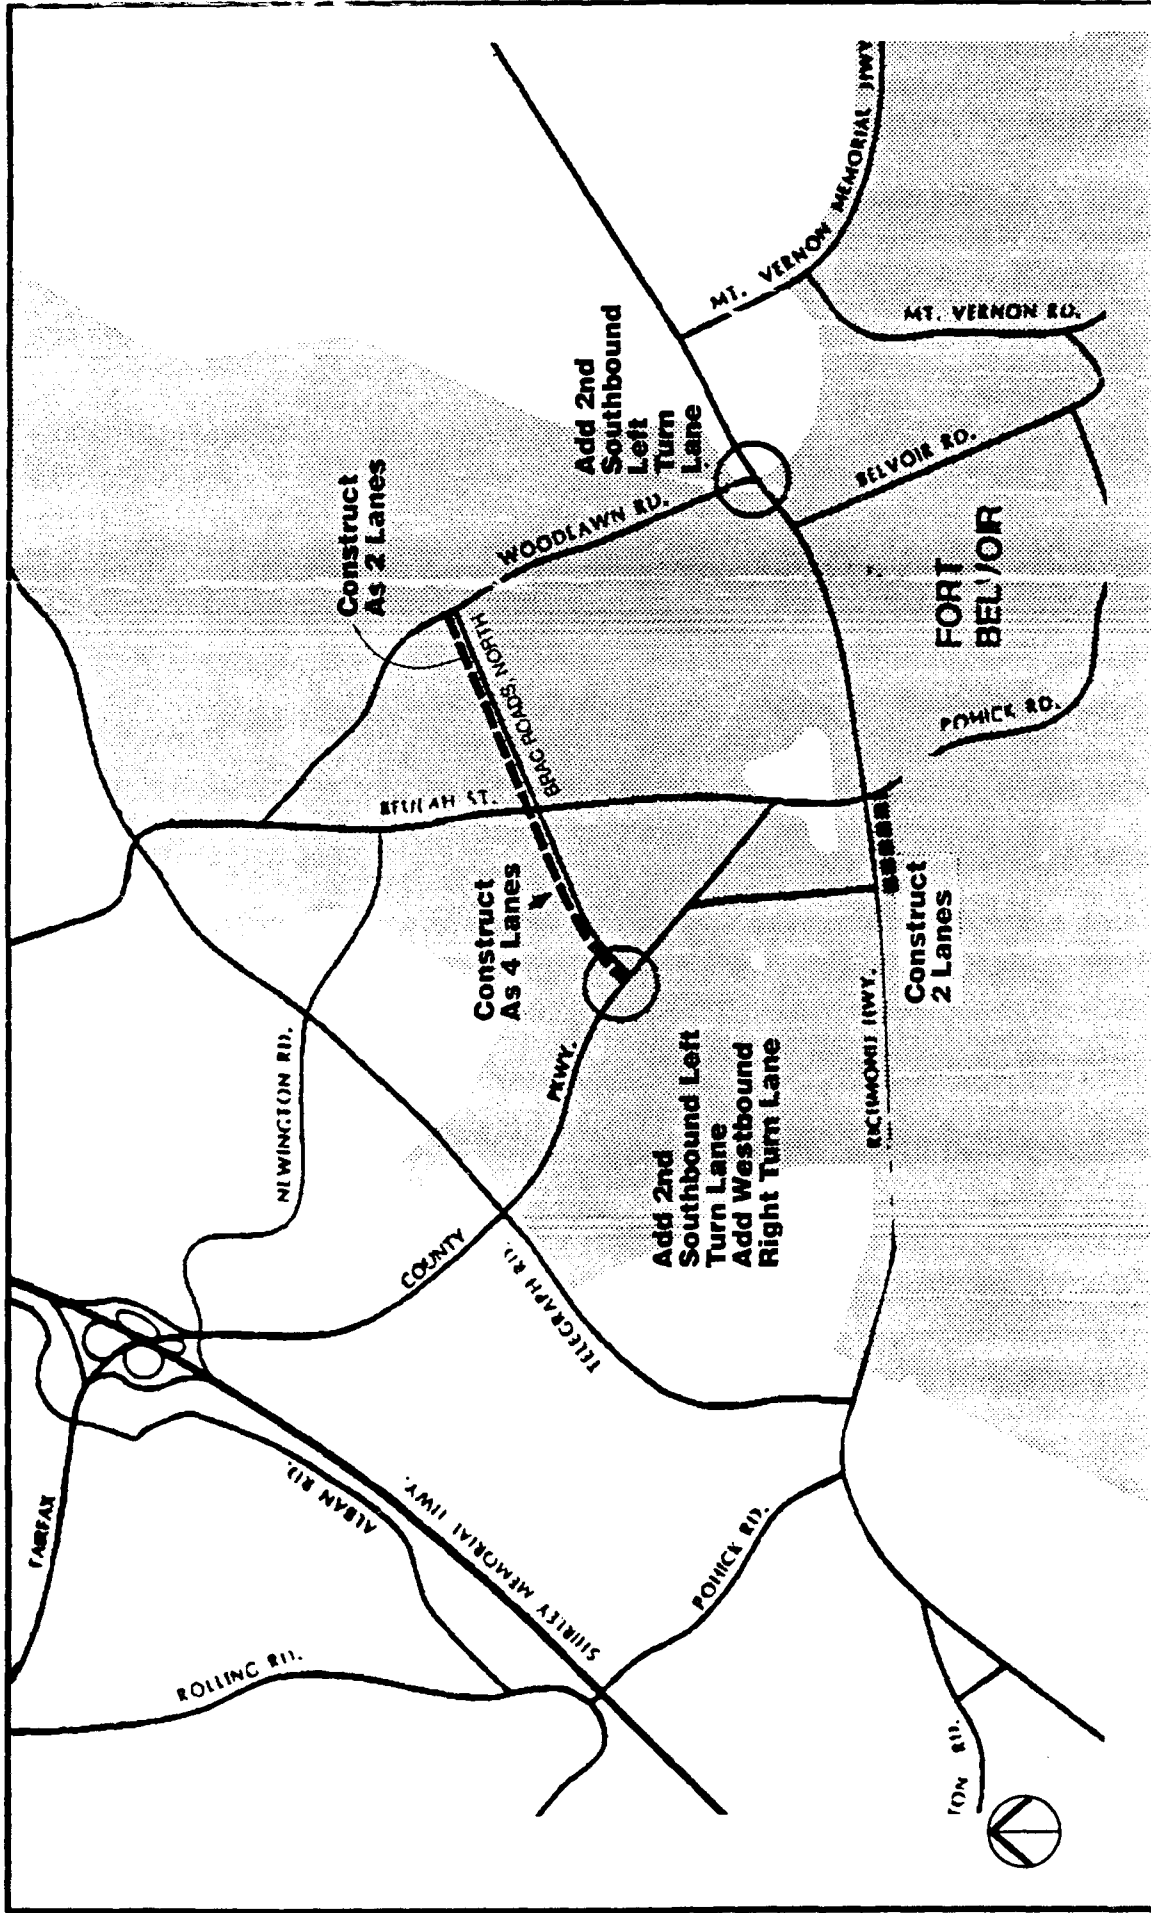 FAIRFAX
ROLLING RD.
ALBAN RD.
SHIRLEY MEMORIAL HWY.
NEWINGTON RD.
COUNTY
PKWY.
TELEGRAPH RD.
POHICK RD.
BEULAH ST.
Construct
As 2 Lanes
BRAC ROADS, NORTH
Construct
As 4 Lanes
WOODLAWN RD.
Add 2nd
Southbound
Left
Turn
Lane
MT. VERNON MEMORIAL HWY
MT. VERNON RD.
BELVOIR RD.
FORT
BELVOIR
POHICK RD.
Add 2nd
Southbound Left
Turn Lane
Add Westbound
Right Turn Lane
RICHMOND HWY.
Construct
2 Lanes
TON RD.